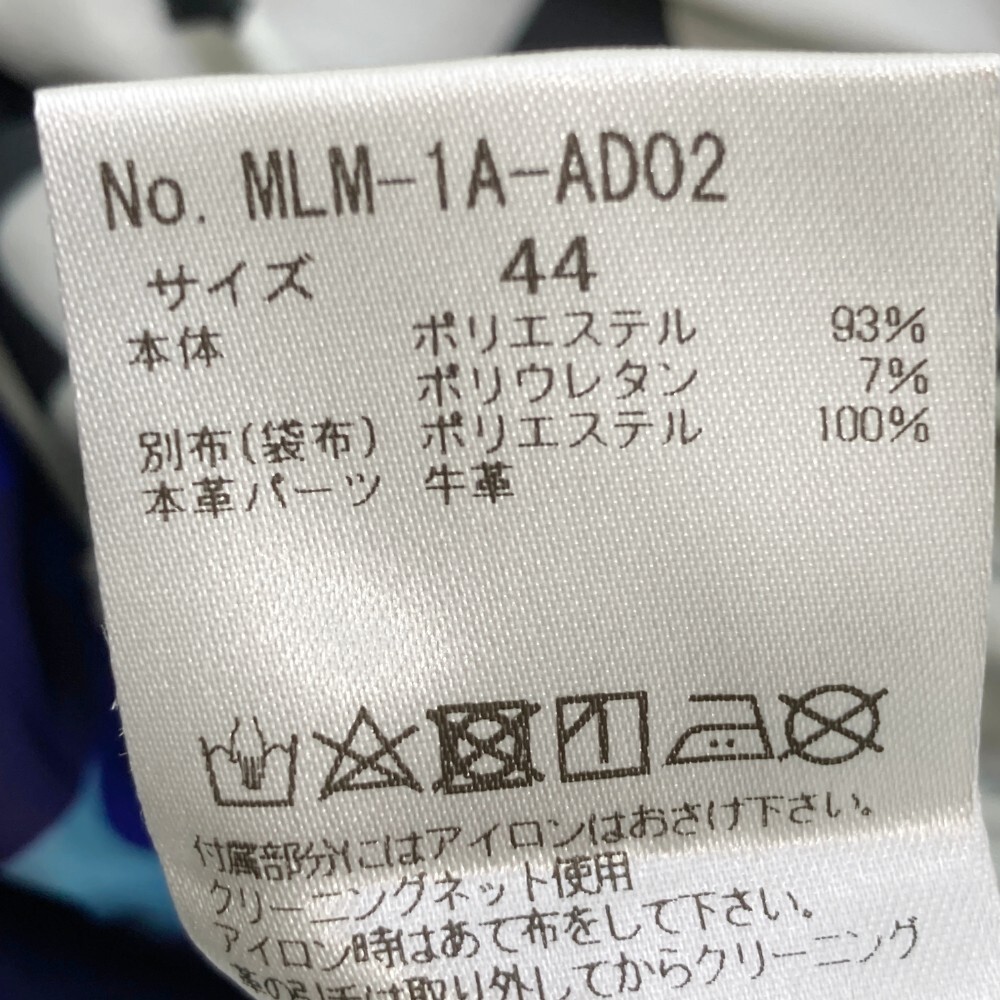 No. MLM-1A-AD02
サイズ 44
本体 ポリエステル 93%
ポリウレタン 7%
別布(袋布) ポリエステル 100%
本革パーツ 牛革
付属部分にはアイロンはおさけ下さい。
クリーニングネット使用
アイロン時はあて布をして下さい。
の引手は取り外してからクリーニング